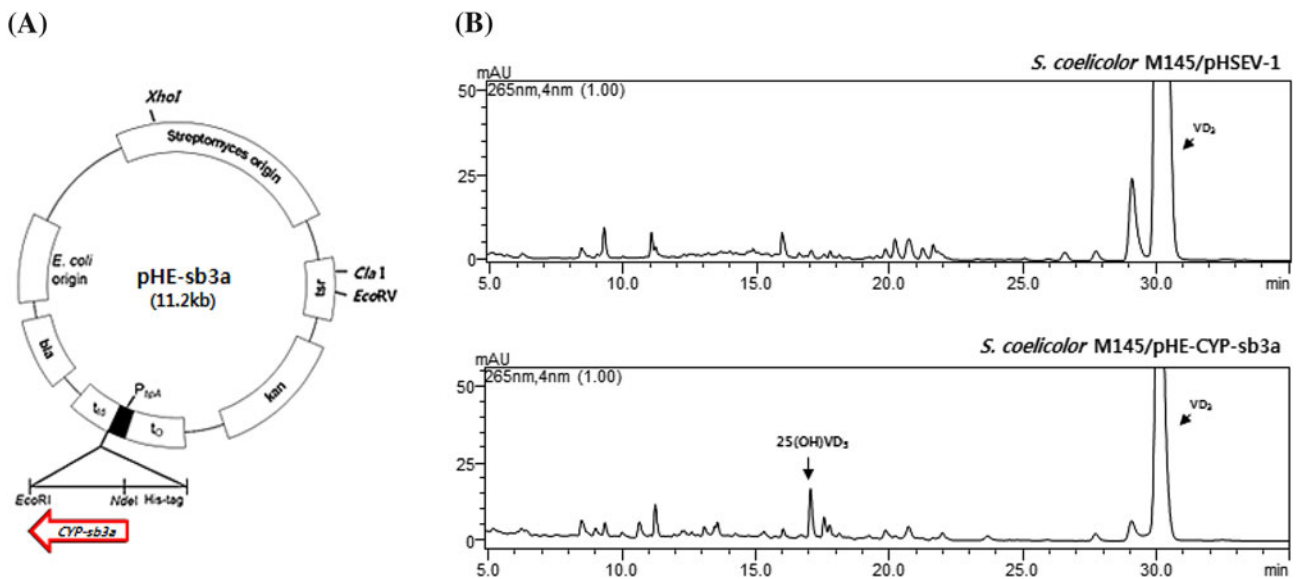 (A)
XhoI
Streptomyces origin
E. coli
origin
pHE-sb3a
(11.2kb)
Cla 1
EcoRV
tsr
bla
kan
PtipA
tfd
tO
EcoRI
NdeI
His-tag
CYP-sb3a
(B)
S. coelicolor M145/pHSEV-1
mAU
265nm,4nm (1.00)
50
VD3
25
0
5.0 10.0 15.0 20.0 25.0 30.0 min
S. coelicolor M145/pHE-CYP-sb3a
mAU
265nm,4nm (1.00)
50
VD3
25(OH)VD3
25
0
5.0 10.0 15.0 20.0 25.0 30.0 min